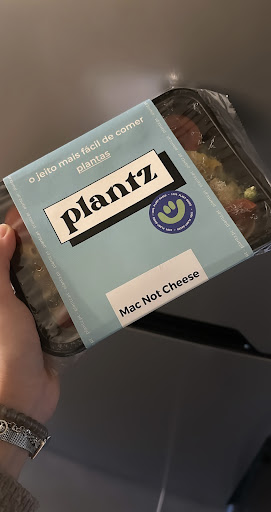 o jeito mais fácil de comer
plantas
plantz
Mac Not Cheese